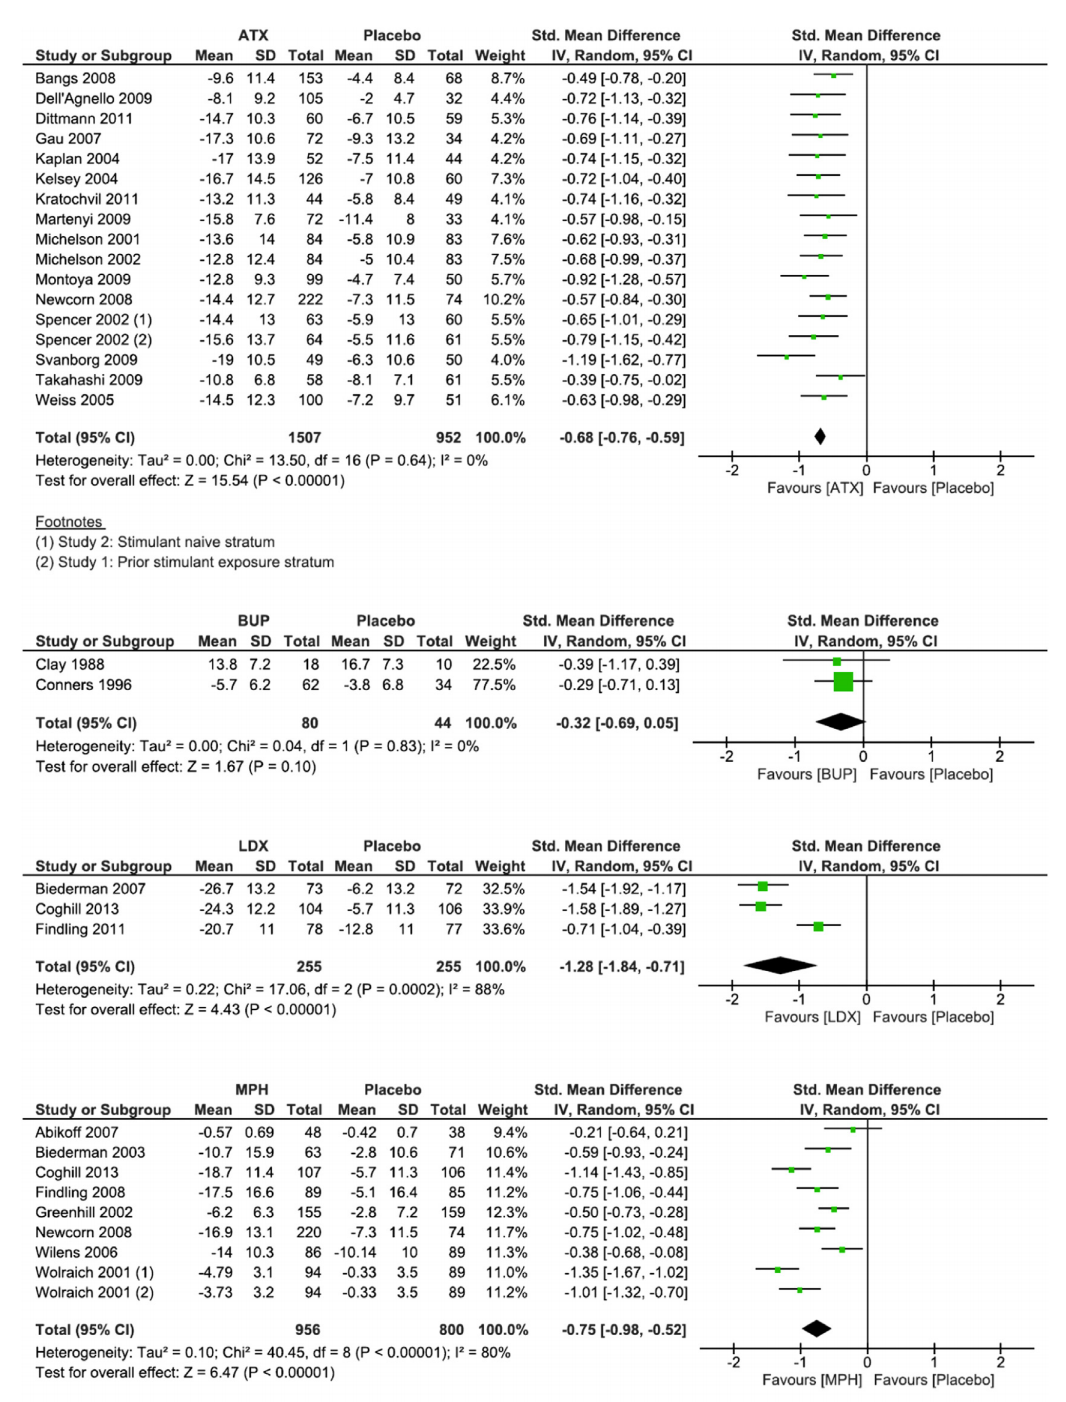 ATX Placebo Std. Mean Difference Std. Mean Difference
Study or Subgroup Mean SD Total Mean SD Total Weight IV, Random, 95% CI IV, Random, 95% CI
Bangs 2008 -9.6 11.4 153 -4.4 8.4 68 8.7% -0.49 [-0.78, -0.20]
Dell'Agnello 2009 -8.1 9.2 105 -2 4.7 32 4.4% -0.72 [-1.13, -0.32]
Dittmann 2011 -14.7 10.3 60 -6.7 10.5 59 5.3% -0.76 [-1.14, -0.39]
Gau 2007 -17.3 10.6 72 -9.3 13.2 34 4.2% -0.69 [-1.11, -0.27]
Kaplan 2004 -17 13.9 52 -7.5 11.4 44 4.2% -0.74 [-1.15, -0.32]
Kelsey 2004 -16.7 14.5 126 -7 10.8 60 7.3% -0.72 [-1.04, -0.40]
Kratochvil 2011 -13.2 11.3 44 -5.8 8.4 49 4.1% -0.74 [-1.16, -0.32]
Martenyi 2009 -15.8 7.6 72 -11.4 8 33 4.1% -0.57 [-0.98, -0.15]
Michelson 2001 -13.6 14 84 -5.8 10.9 83 7.6% -0.62 [-0.93, -0.31]
Michelson 2002 -12.8 12.4 84 -5 10.4 83 7.5% -0.68 [-0.99, -0.37]
Montoya 2009 -12.8 9.3 99 -4.7 7.4 50 5.7% -0.92 [-1.28, -0.57]
Newcorn 2008 -14.4 12.7 222 -7.3 11.5 74 10.2% -0.57 [-0.84, -0.30]
Spencer 2002 (1) -14.4 13 63 -5.9 13 60 5.5% -0.65 [-1.01, -0.29]
Spencer 2002 (2) -15.6 13.7 64 -5.5 11.6 61 5.4% -0.79 [-1.15, -0.42]
Svanborg 2009 -19 10.5 49 -6.3 10.6 50 4.0% -1.19 [-1.62, -0.77]
Takahashi 2009 -10.8 6.8 58 -8.1 7.1 61 5.5% -0.39 [-0.75, -0.02]
Weiss 2005 -14.5 12.3 100 -7.2 9.7 51 6.1% -0.63 [-0.98, -0.29]
Total (95% CI) 1507 952 100.0% -0.68 [-0.76, -0.59]
Heterogeneity: Tau² = 0.00; Chi² = 13.50, df = 16 (P = 0.64); I² = 0%
Test for overall effect: Z = 15.54 (P < 0.00001)
-2 -1 0 1 2
Favours [ATX] Favours [Placebo]
Footnotes
(1) Study 2: Stimulant naive stratum
(2) Study 1: Prior stimulant exposure stratum
BUP Placebo Std. Mean Difference Std. Mean Difference
Study or Subgroup Mean SD Total Mean SD Total Weight IV, Random, 95% CI IV, Random, 95% CI
Clay 1988 13.8 7.2 18 16.7 7.3 10 22.5% -0.39 [-1.17, 0.39]
Conners 1996 -5.7 6.2 62 -3.8 6.8 34 77.5% -0.29 [-0.71, 0.13]
Total (95% CI) 80 44 100.0% -0.32 [-0.69, 0.05]
Heterogeneity: Tau² = 0.00; Chi² = 0.04, df = 1 (P = 0.83); I² = 0%
Test for overall effect: Z = 1.67 (P = 0.10)
-2 -1 0 1 2
Favours [BUP] Favours [Placebo]
LDX Placebo Std. Mean Difference Std. Mean Difference
Study or Subgroup Mean SD Total Mean SD Total Weight IV, Random, 95% CI IV, Random, 95% CI
Biederman 2007 -26.7 13.2 73 -6.2 13.2 72 32.5% -1.54 [-1.92, -1.17]
Coghill 2013 -24.3 12.2 104 -5.7 11.3 106 33.9% -1.58 [-1.89, -1.27]
Findling 2011 -20.7 11 78 -12.8 11 77 33.6% -0.71 [-1.04, -0.39]
Total (95% CI) 255 255 100.0% -1.28 [-1.84, -0.71]
Heterogeneity: Tau² = 0.22; Chi² = 17.06, df = 2 (P = 0.0002); I² = 88%
Test for overall effect: Z = 4.43 (P < 0.00001)
-2 -1 0 1 2
Favours [LDX] Favours [Placebo]
MPH Placebo Std. Mean Difference Std. Mean Difference
Study or Subgroup Mean SD Total Mean SD Total Weight IV, Random, 95% CI IV, Random, 95% CI
Abikoff 2007 -0.57 0.69 48 -0.42 0.7 38 9.4% -0.21 [-0.64, 0.21]
Biederman 2003 -10.7 15.9 63 -2.8 10.6 71 10.6% -0.59 [-0.93, -0.24]
Coghill 2013 -18.7 11.4 107 -5.7 11.3 106 11.4% -1.14 [-1.43, -0.85]
Findling 2008 -17.5 16.6 89 -5.1 16.4 85 11.2% -0.75 [-1.06, -0.44]
Greenhill 2002 -6.2 6.3 155 -2.8 7.2 159 12.3% -0.50 [-0.73, -0.28]
Newcorn 2008 -16.9 13.1 220 -7.3 11.5 74 11.7% -0.75 [-1.02, -0.48]
Wilens 2006 -14 10.3 86 -10.14 10 89 11.3% -0.38 [-0.68, -0.08]
Wolraich 2001 (1) -4.79 3.1 94 -0.33 3.5 89 11.0% -1.35 [-1.67, -1.02]
Wolraich 2001 (2) -3.73 3.2 94 -0.33 3.5 89 11.2% -1.01 [-1.32, -0.70]
Total (95% CI) 956 800 100.0% -0.75 [-0.98, -0.52]
Heterogeneity: Tau² = 0.10; Chi² = 40.45, df = 8 (P < 0.00001); I² = 80%
Test for overall effect: Z = 6.47 (P < 0.00001)
-2 -1 0 1 2
Favours [MPH] Favours [Placebo]